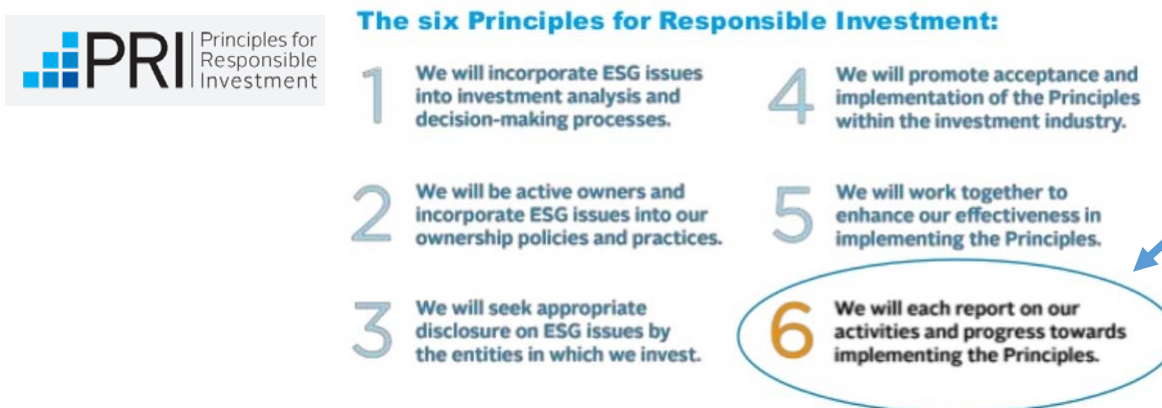 PRI
Principles for
Responsible
Investment
The six Principles for Responsible Investment:
1
We will incorporate ESG issues
into investment analysis and
decision-making processes.
2
We will be active owners and
incorporate ESG issues into our
ownership policies and practices.
3
We will seek appropriate
disclosure on ESG issues by
the entities in which we invest.
4
We will promote acceptance and
implementation of the Principles
within the investment industry.
5
We will work together to
enhance our effectiveness in
implementing the Principles.
6
We will each report on our
activities and progress towards
implementing the Principles.